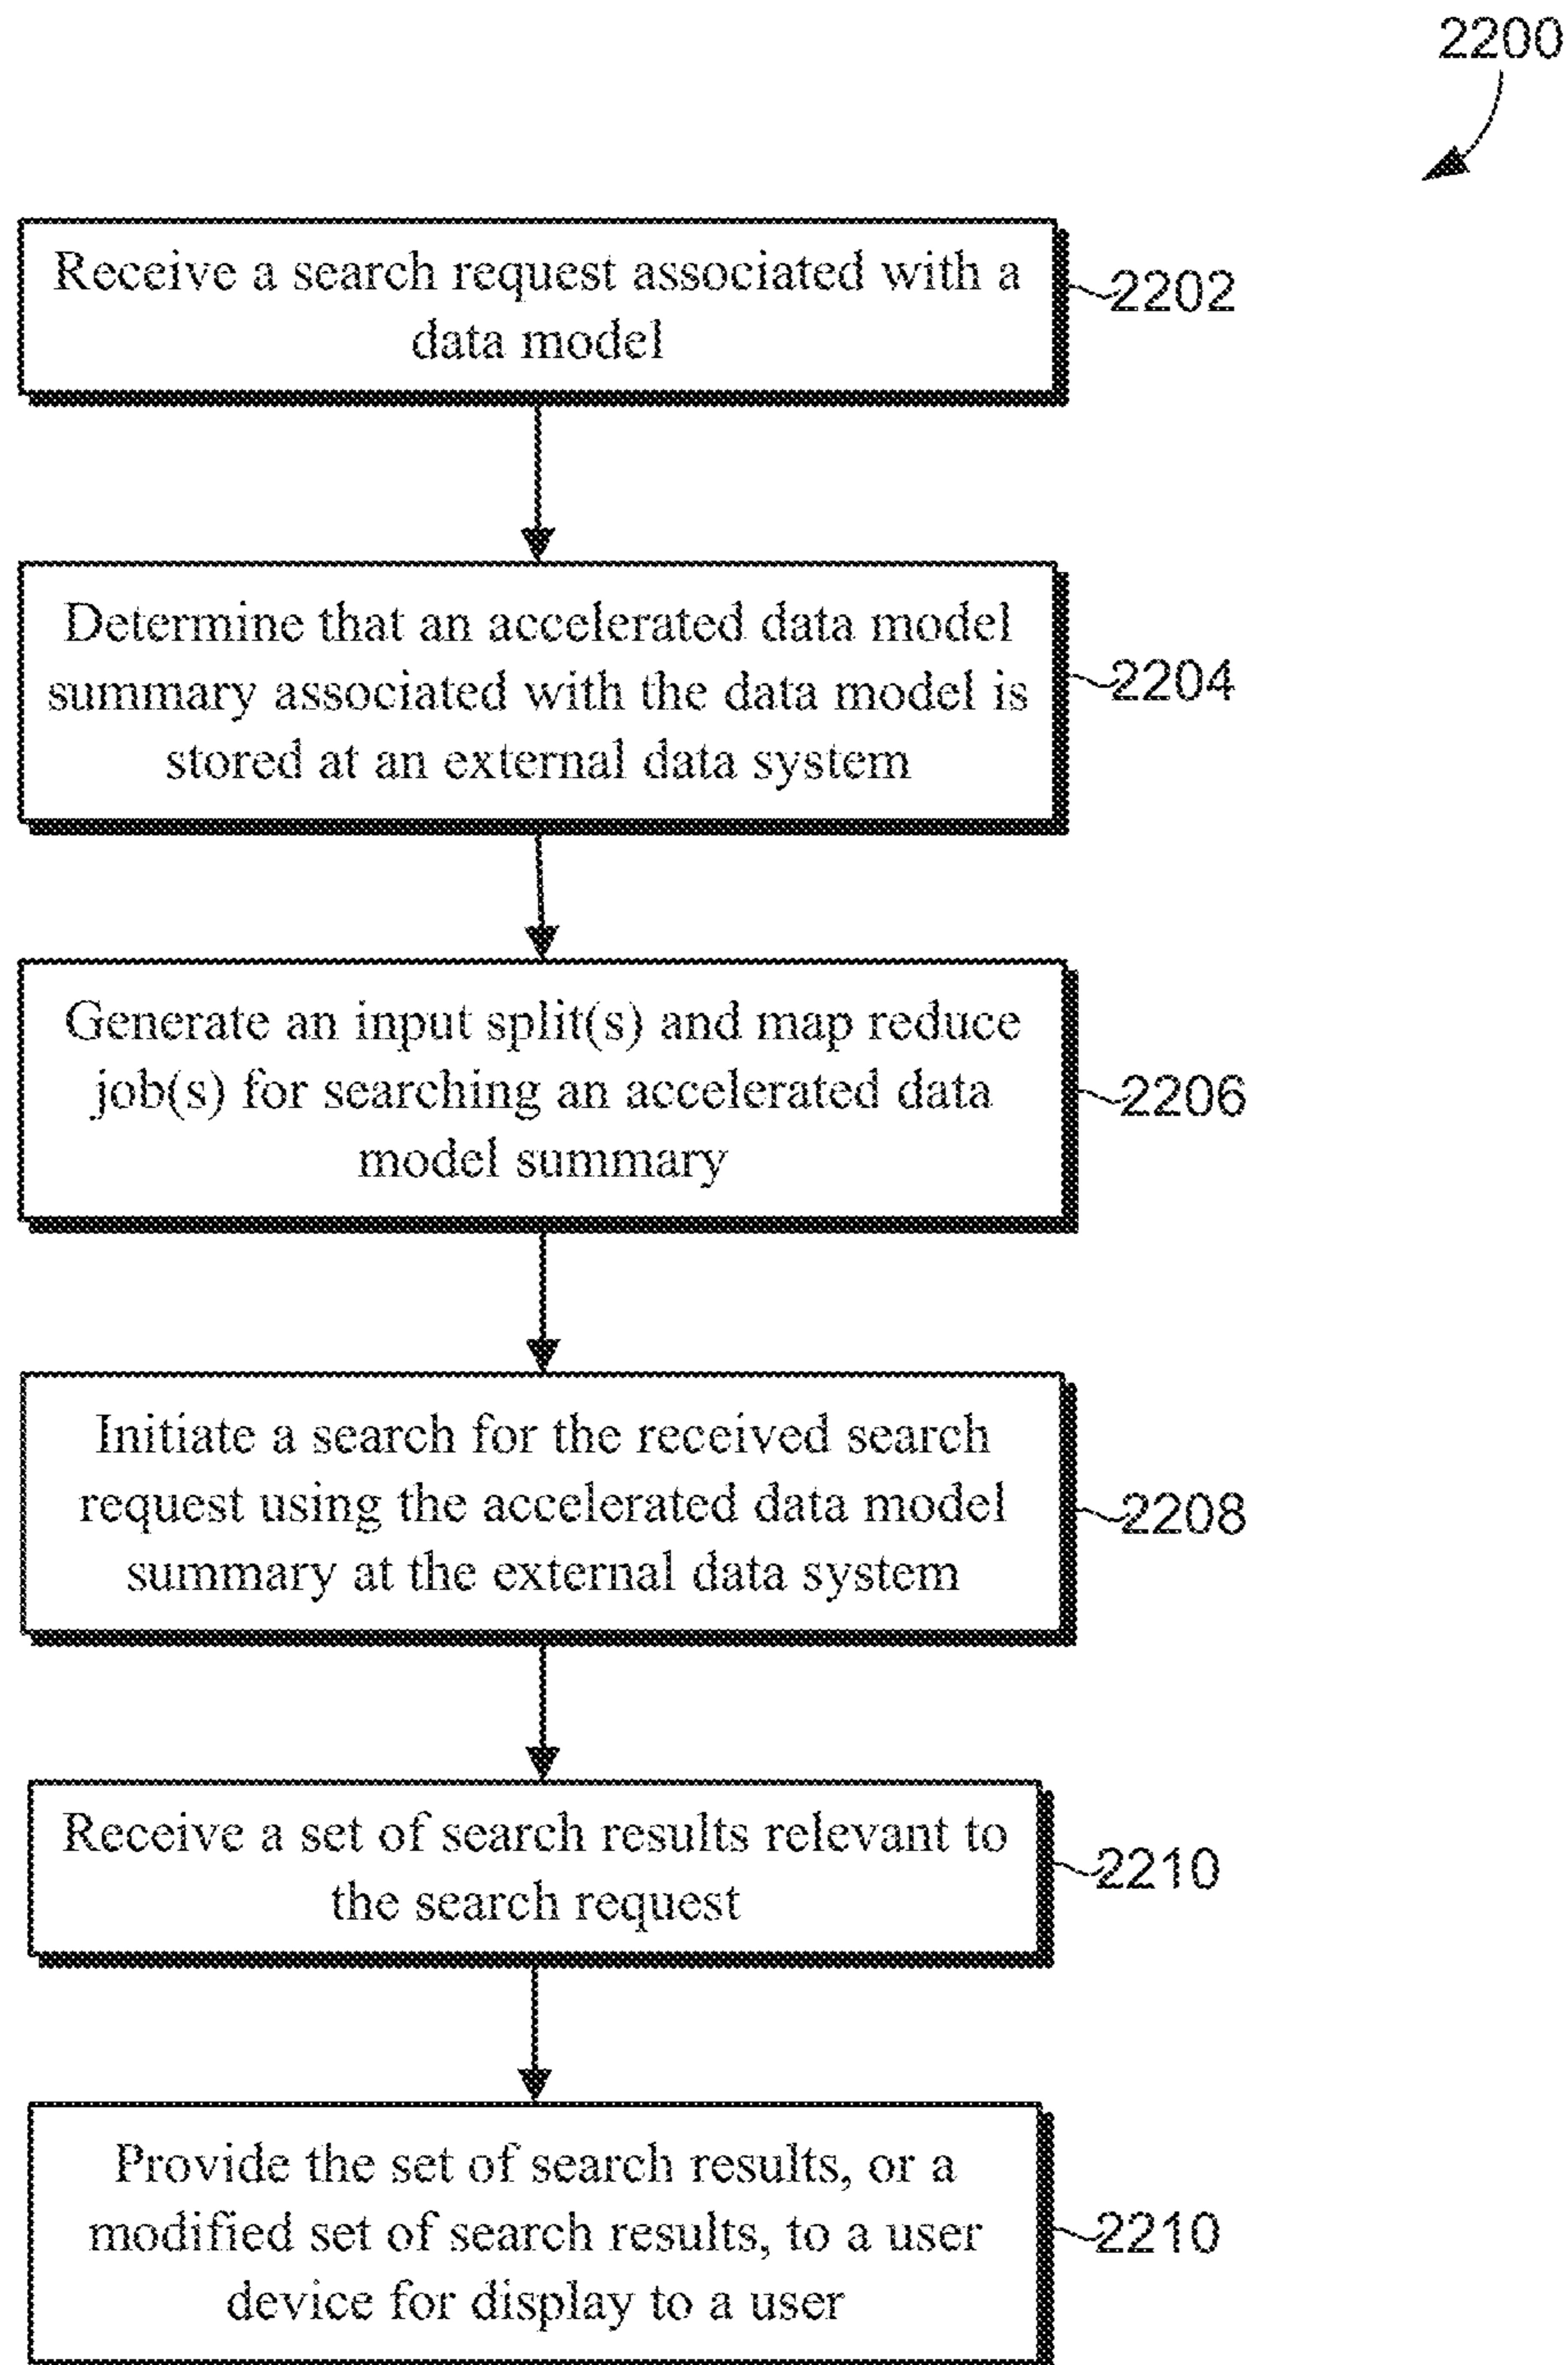 2200
Receive a search request associated with a
data model
2202
Determine that an accelerated data model
summary associated with the data model is
stored at an external data system
2204
Generate an input split(s) and map reduce
job(s) for searching an accelerated data
model summary
2206
Initiate a search for the received search
request using the accelerated data model
summary at the external data system
2208
Receive a set of search results relevant to
the search request
2210
Provide the set of search results, or a
modified set of search results, to a user
device for display to a user
2210